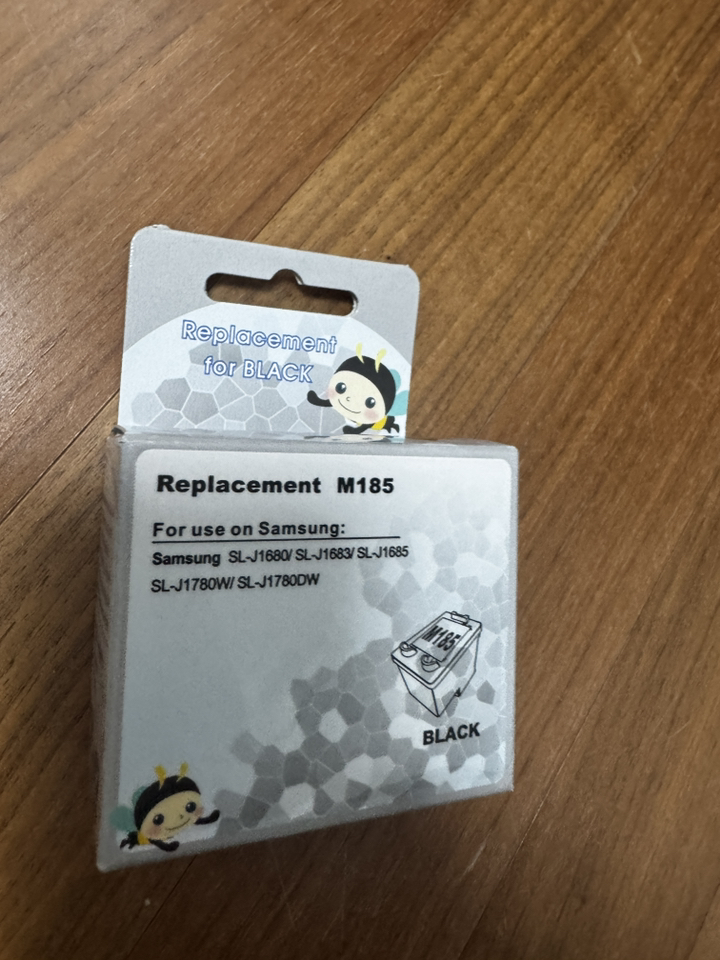 Replacement
for BLACK
Replacement M185
For use on Samsung:
Samsung SL-J1680/ SL-J1683/ SL-J1685
SL-J1780W/ SL-J1780DW
M185
BLACK